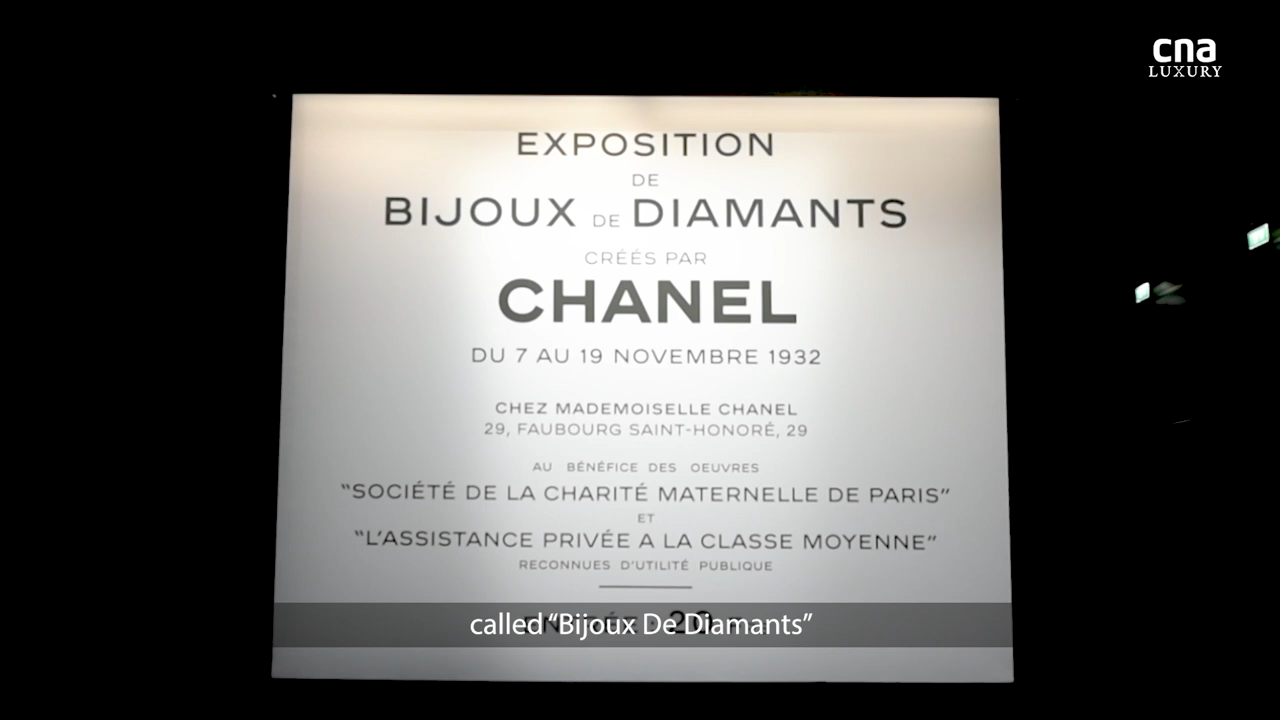 cna
LUXURY
EXPOSITION
DE
BIJOUX DE DIAMANTS
CRÉÉS PAR
CHANEL
DU 7 AU 19 NOVEMBRE 1932
CHEZ MADEMOISELLE CHANEL
29, FAUBOURG SAINT-HONORÉ, 29
AU BÉNÉFICE DES OEUVRES
"SOCIÉTÉ DE LA CHARITÉ MATERNELLE DE PARIS"
ET
"L'ASSISTANCE PRIVÉE A LA CLASSE MOYENNE"
RECONNUES D'UTILITÉ PUBLIQUE
called “Bijoux De Diamants”